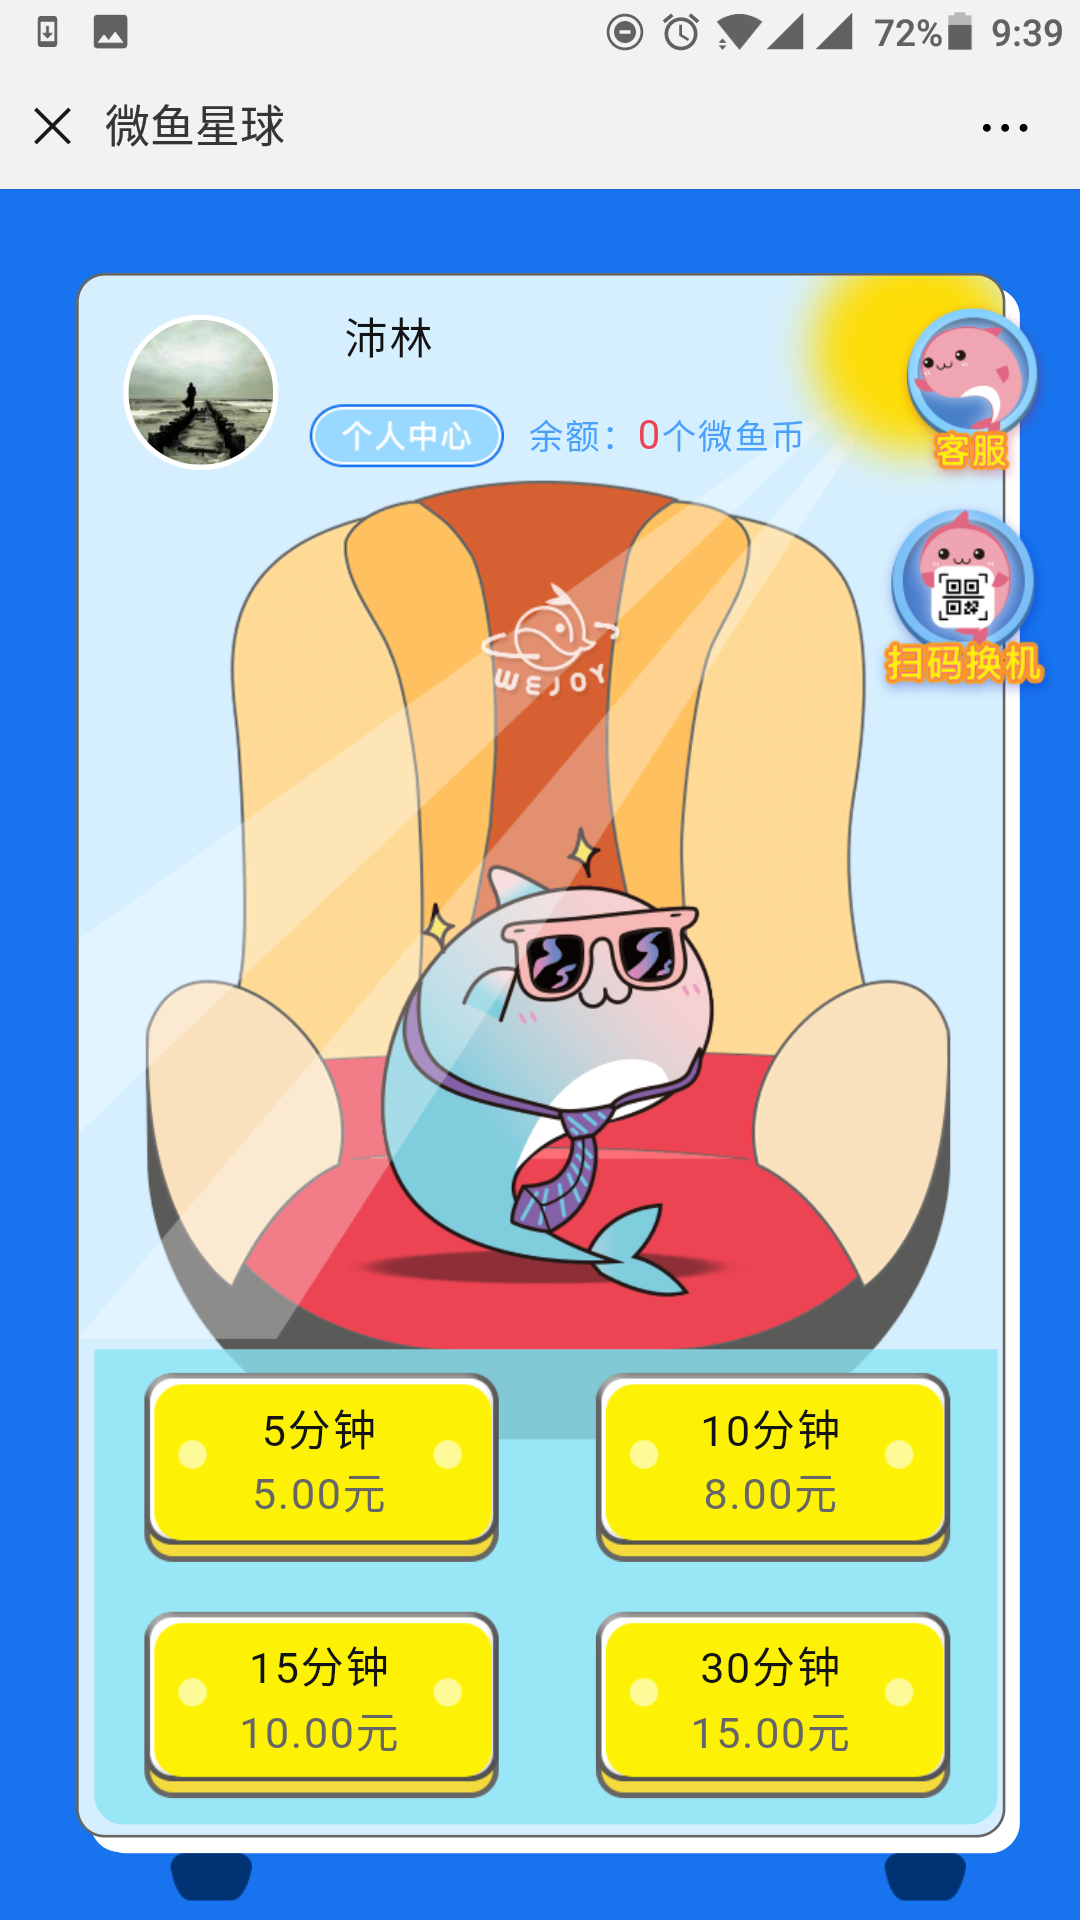 72% 9:39
微鱼星球
沛林
个人中心 余额：0个微鱼币
客服
WEJOY
扫码换机
5分钟
5.00元
10分钟
8.00元
15分钟
10.00元
30分钟
15.00元